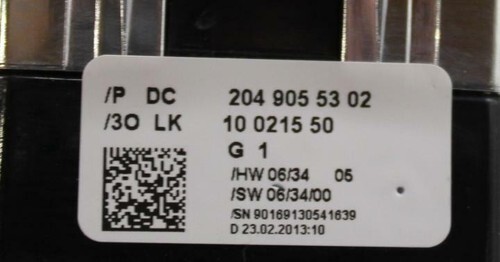 /P DC 204 905 53 02
/3O LK 10 0215 50
G 1
/HW 06/34 05
/SW 06/34/00
/SN 90169130541639
D 23.02.2013:10